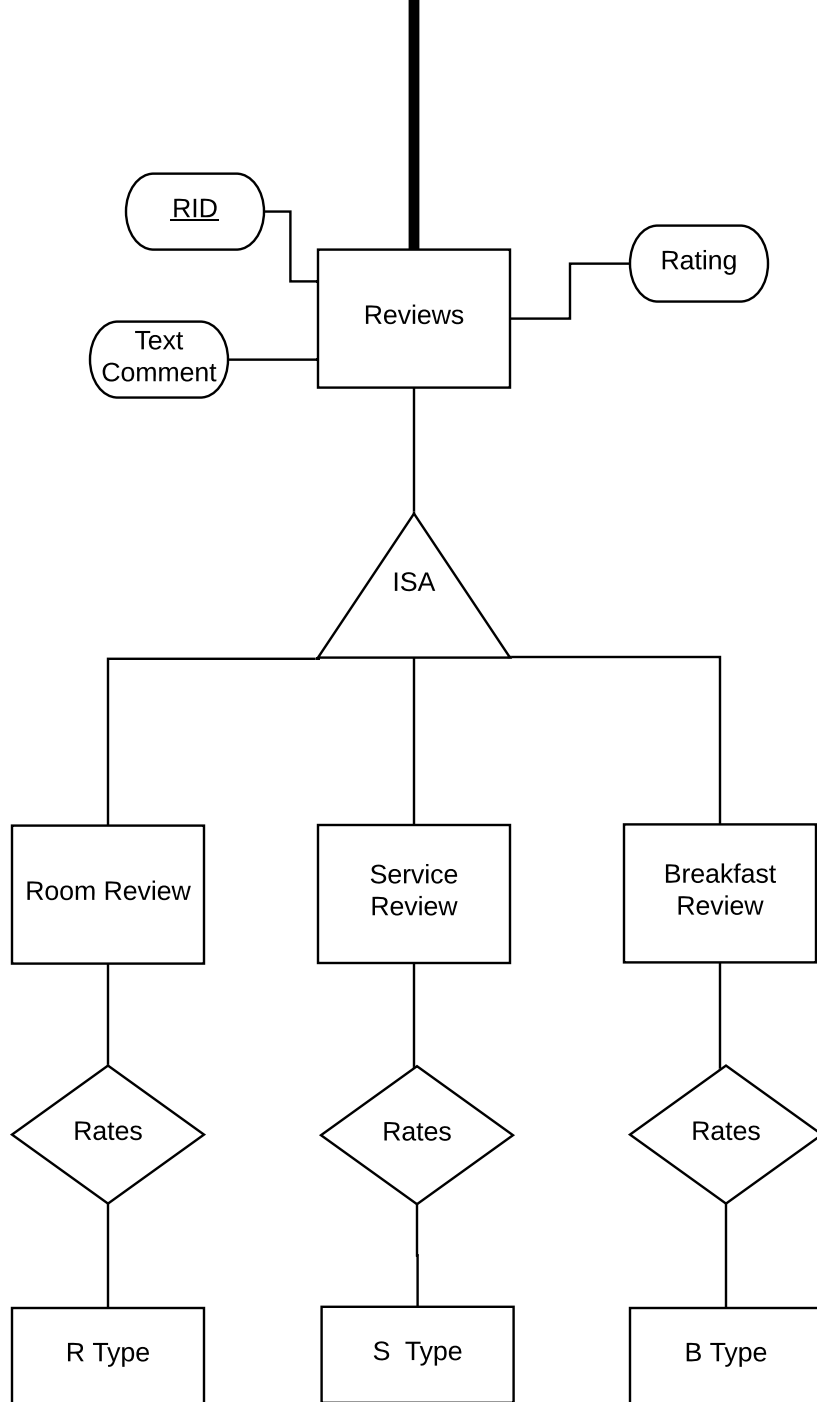 RID
Rating
Reviews
Text
Comment
ISA
Room Review
Service
Review
Breakfast
Review
Rates
Rates
Rates
R Type
S  Type
B Type